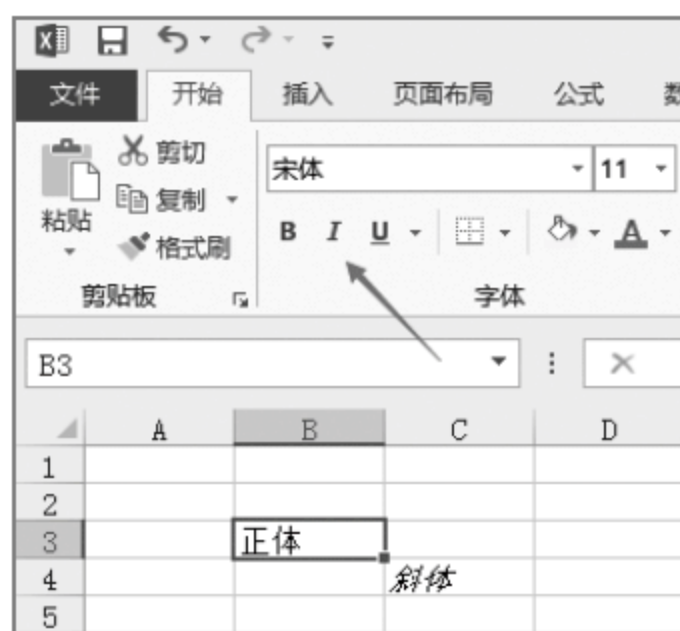 文件 开始 插入 页面布局 公式
剪切
宋体 11
复制
粘贴
B I U A
格式刷
剪贴板 字体
B3
A B C D
1
2
3 正体
4 斜体
5